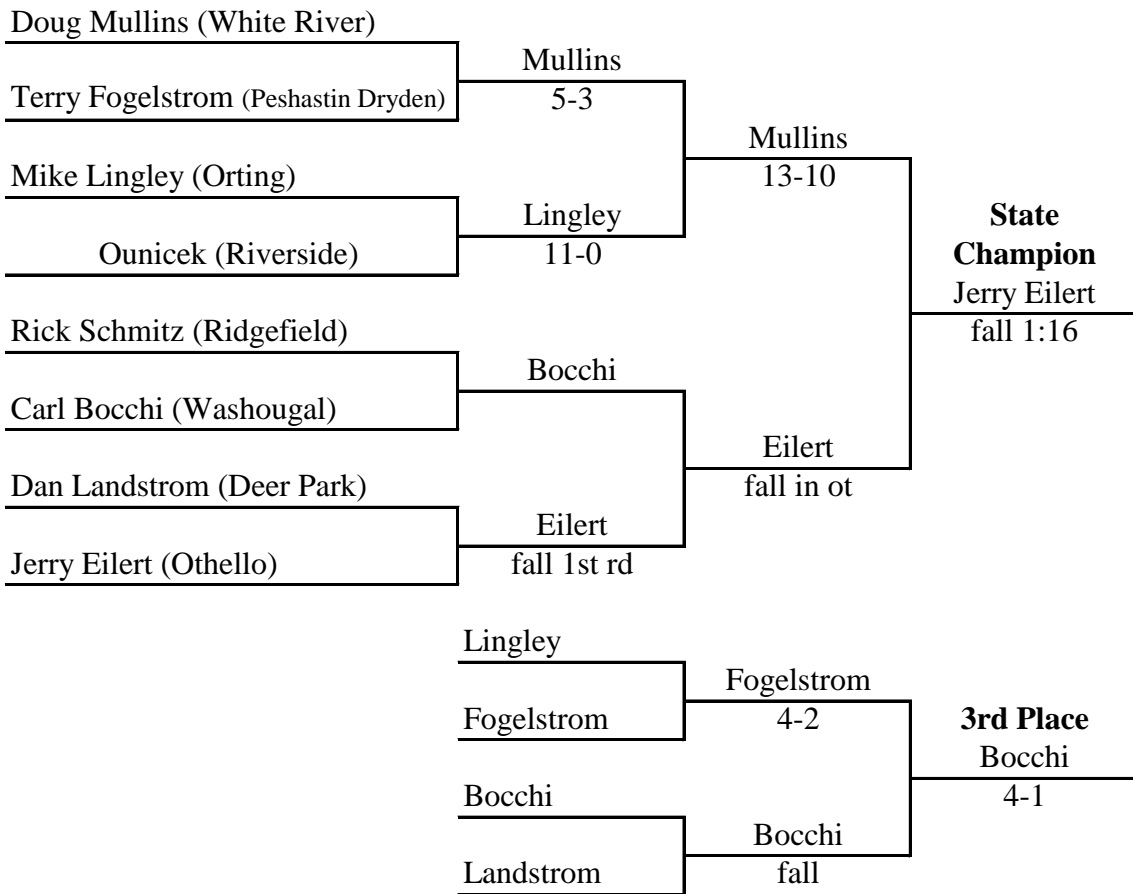 Doug Mullins (White River)
Mullins
Terry Fogelstrom (Peshastin Dryden)
5-3
Mullins
Mike Lingley (Orting)
13-10
Lingley
State
Ounicek (Riverside)
11-0
Champion
Jerry Eilert
Rick Schmitz (Ridgefield)
fall 1:16
Bocchi
Carl Bocchi (Washougal)
Eilert
Dan Landstrom (Deer Park)
fall in ot
Eilert
Jerry Eilert (Othello)
fall 1st rd
Lingley
Fogelstrom
Fogelstrom
4-2
3rd Place
Bocchi
Bocchi
4-1
Bocchi
Landstrom
fall